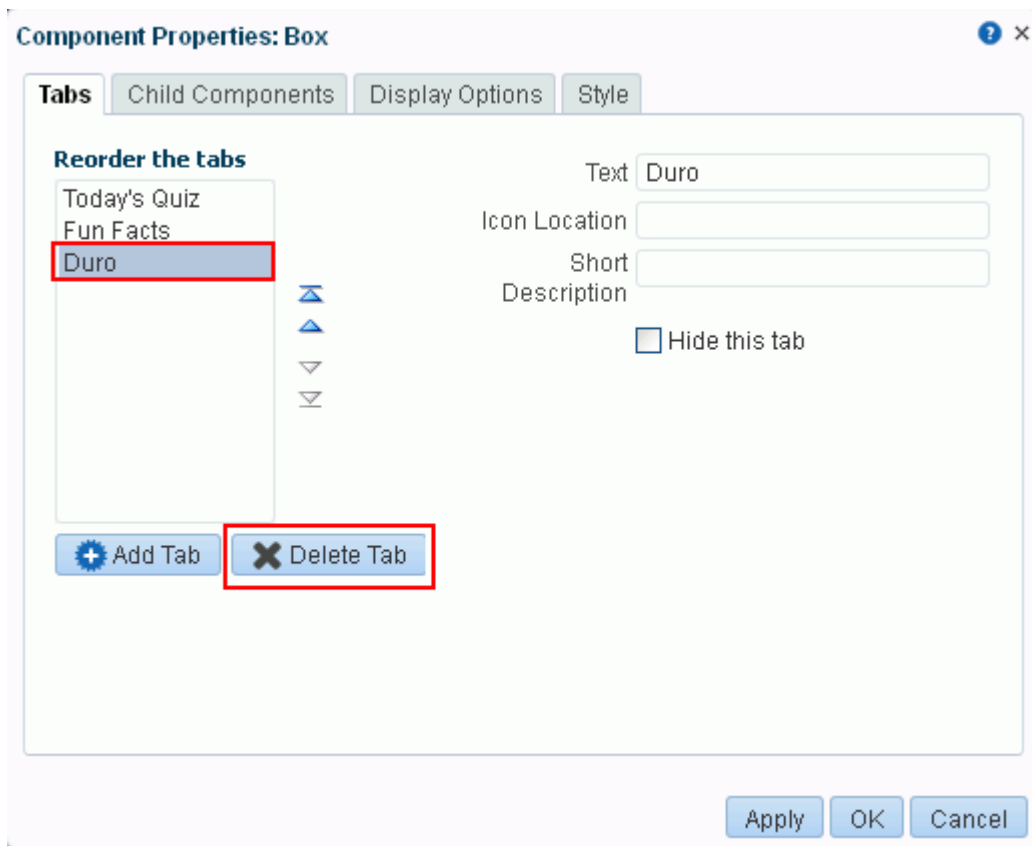 Component Properties: Box
Tabs Child Components Display Options Style
Reorder the tabs
Today's Quiz
Fun Facts
Duro
Text Duro
Icon Location
Short
Description
Hide this tab
Add Tab Delete Tab
Apply OK Cancel